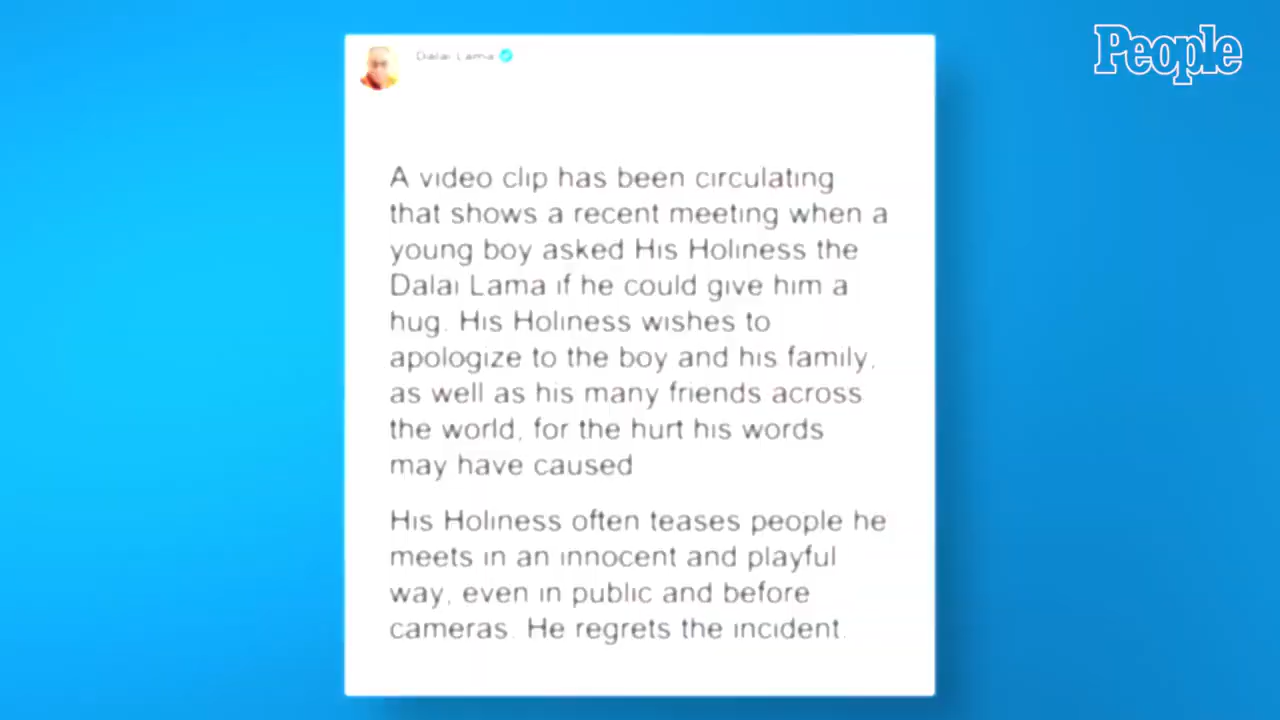 People
Dalai Lama
A video clip has been circulating
that shows a recent meeting when a
young boy asked His Holiness the
Dalai Lama if he could give him a
hug. His Holiness wishes to
apologize to the boy and his family,
as well as his many friends across
the world, for the hurt his words
may have caused
His Holiness often teases people he
meets in an innocent and playful
way, even in public and before
cameras. He regrets the incident.